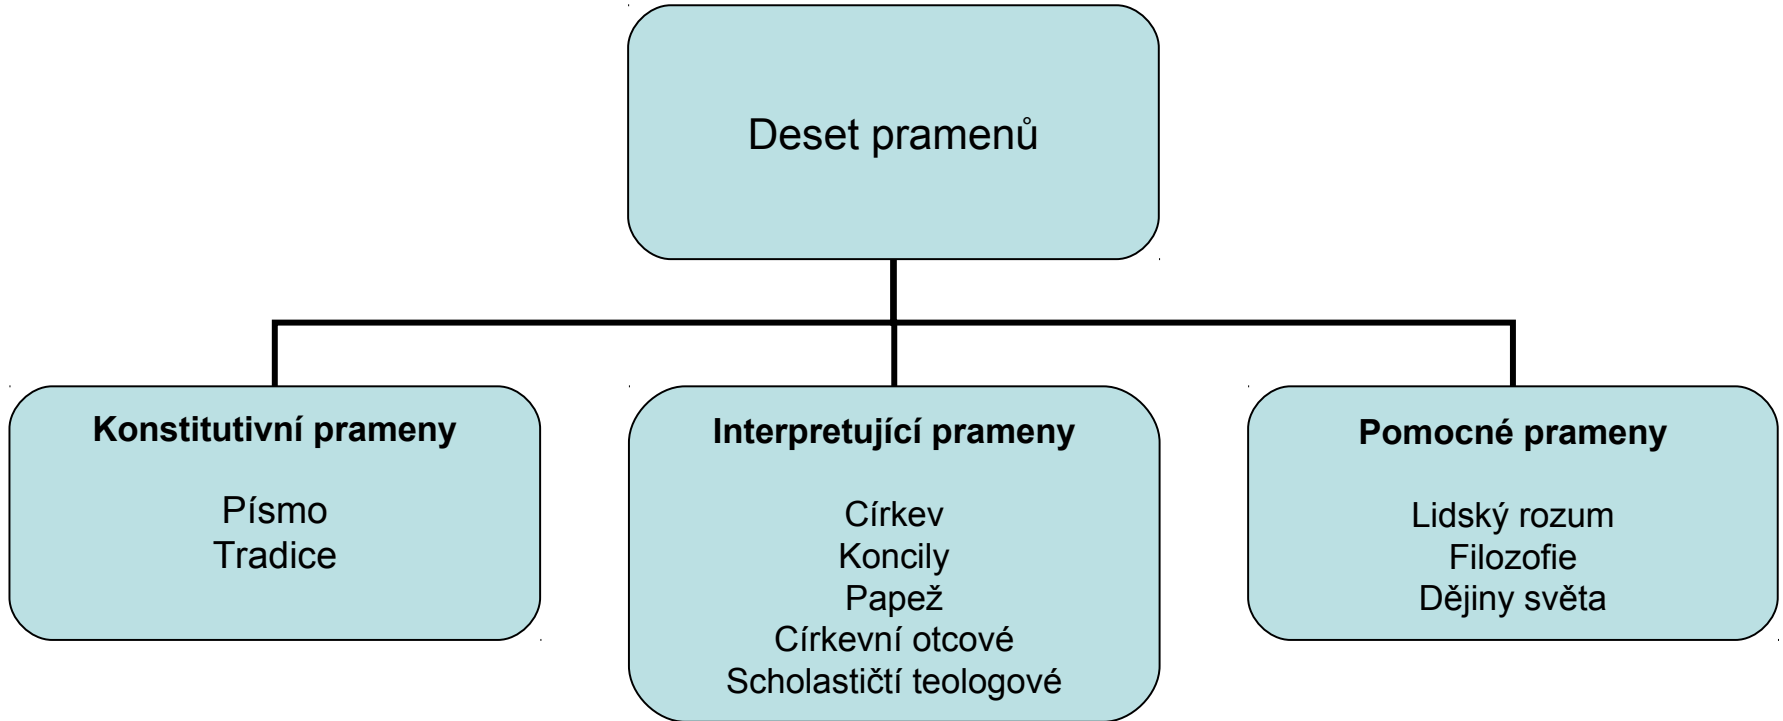 Deset pramenů
Konstitutivní prameny
Písmo
Tradice
Interpretující prameny
Církev
Koncily
Papež
Církevní otcové
Scholastičtí teologové
Pomocné prameny
Lidský rozum
Filozofie
Dějiny světa